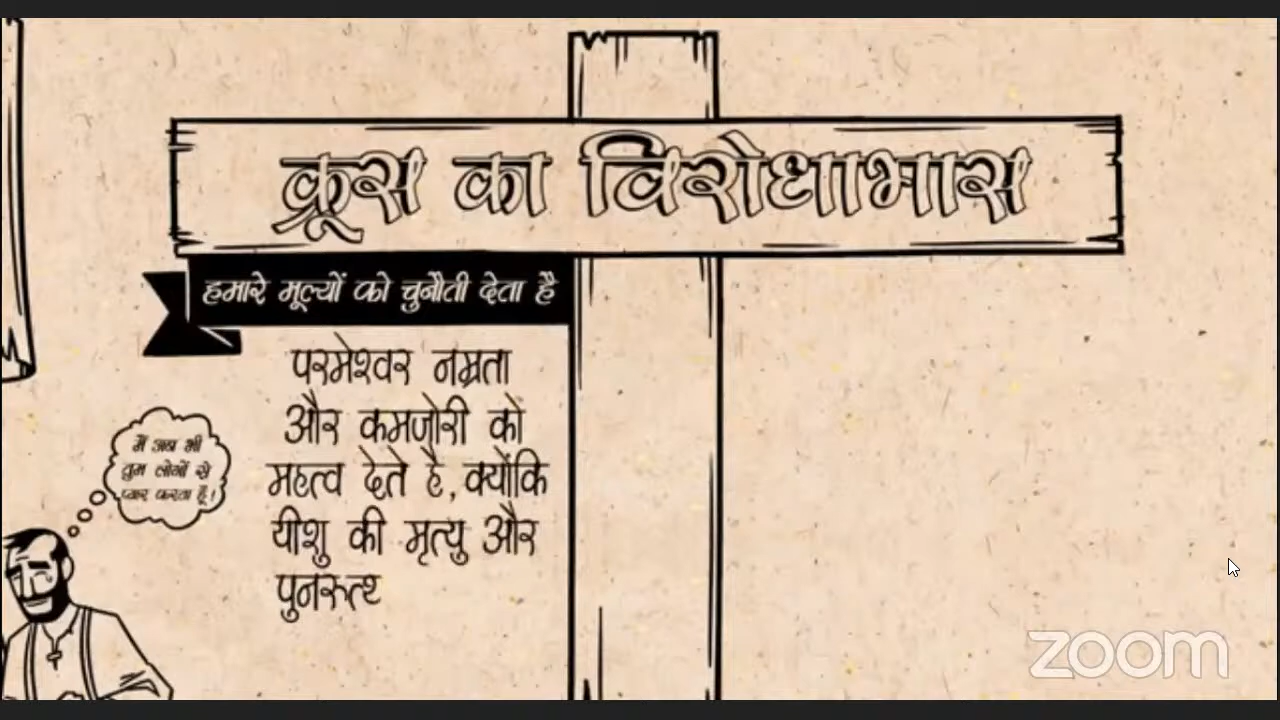 क्रूस का विरोधाभास
हमारे मूल्यों को चुनौती देता है
परमेश्वर नम्रता
और कमज़ोरी को
महत्व देते है, क्योंकि
यीशु की मृत्यु और
पुनरुत्थ
मैं अब भी
तुम लोगों से
प्यार करता हूँ!
zoom